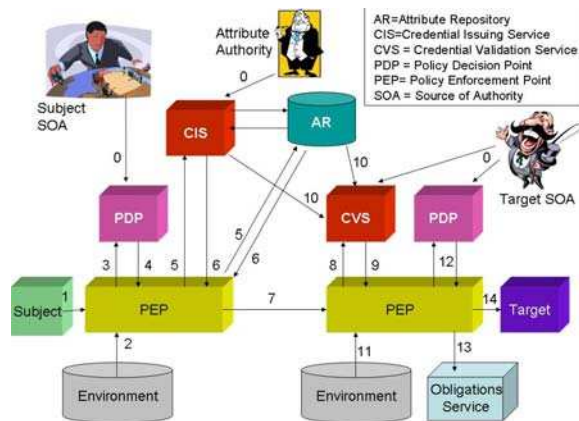 Attribute
Authority
AR=Attribute Repository
CIS=Credential Issuing Service
CVS = Credential Validation Service
PDP = Policy Decision Point
PEP= Policy Enforcement Point
SOA = Source of Authority
Subject
SOA
0
CIS
AR
0
10
0
Target SOA
PDP
10
CVS
PDP
5
6
3
4
5
6
8
9
12
Subject
1
PEP
7
PEP
14
Target
2
11
13
Environment
Environment
Obligations
Service